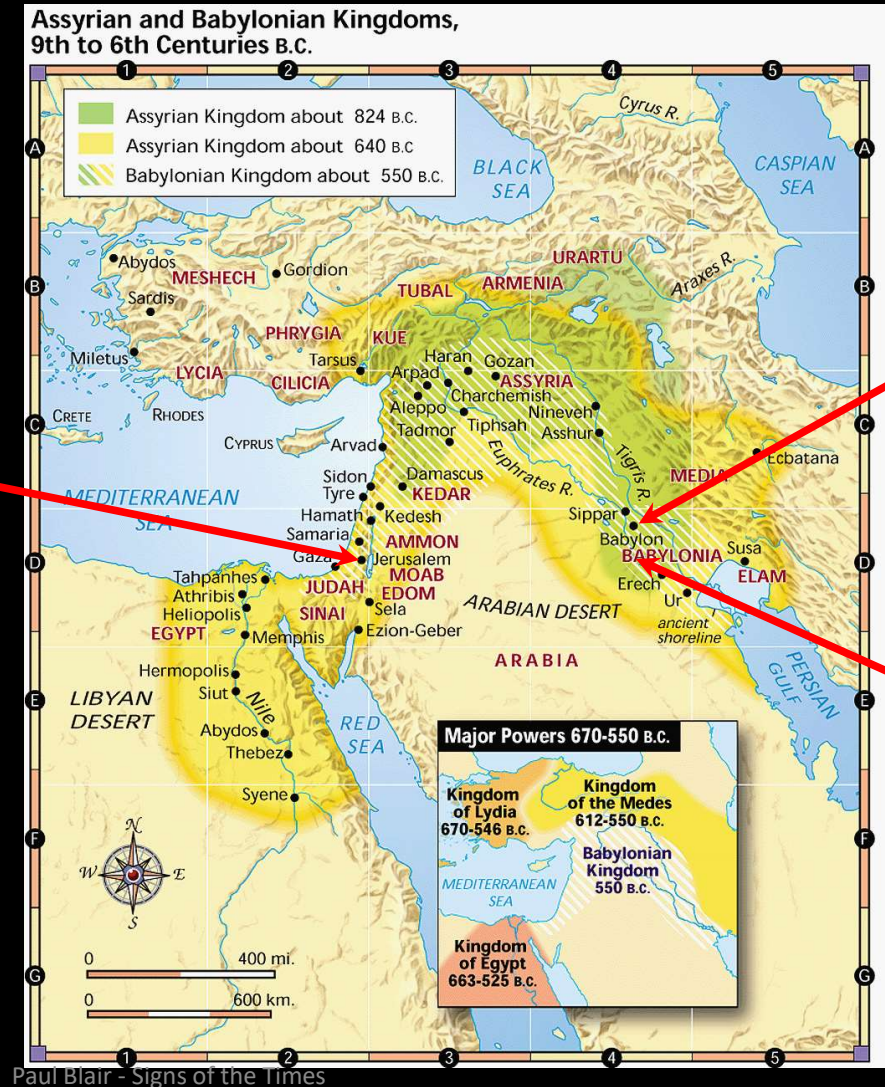 Assyrian and Babylonian Kingdoms,
9th to 6th Centuries B.C.
1 2 3 4 5
Assyrian Kingdom about 824 B.C.
Assyrian Kingdom about 640 B.C.
Babylonian Kingdom about 550 B.C.
A
A
Cyrus R.
BLACK
SEA
CASPIAN
SEA
B
B
Abydos
MESHECH
Gordion
Sardis
URARTU
ARMENIA
TUBAL
Araxes R.
PHRYGIA
KUE
Miletus
Tarsus
LYCIA
CILICIA
Haran
Gozan
Arpad
ASSYRIA
Charchemish
Aleppo
Nineveh
Tiphsah
Asshur
Tadmor
C
C
CRETE
RHODES
CYPRUS
Arvad
Euphrates R.
Tigris R.
Ecbatana
MEDIA
Sidon
Damascus
Tyre
KEDAR
MEDITERRANEAN
SEA
Hamath
Kedesh
Sippar
Samaria
AMMON
Babylon
D
D
Gaza
Jerusalem
BABYLONIA
Susa
Tahpanhes
MOAB
ELAM
JUDAH
EDOM
Erech
Athribis
Ur
Heliopolis
SINAI
Sela
ARABIAN DESERT
EGYPT
Memphis
Ezion-Geber
ancient
shoreline
ARABIA
Hermopolis
PERSIAN
GULF
E
E
LIBYAN
DESERT
Siut
Nile
Abydos
RED
SEA
Thebez
Syene
Major Powers 670-550 B.C.
Kingdom
of Lydia
670-546 B.C.
Kingdom
of the Medes
612-550 B.C.
Babylonian
Kingdom
550 B.C.
MEDITERRANEAN
SEA
Kingdom
of Egypt
663-525 B.C.
F
F
N
W E
S
0 400 mi.
0 600 km.
G
G
1 2 3 4 5
Paul Blair - Signs of the Times